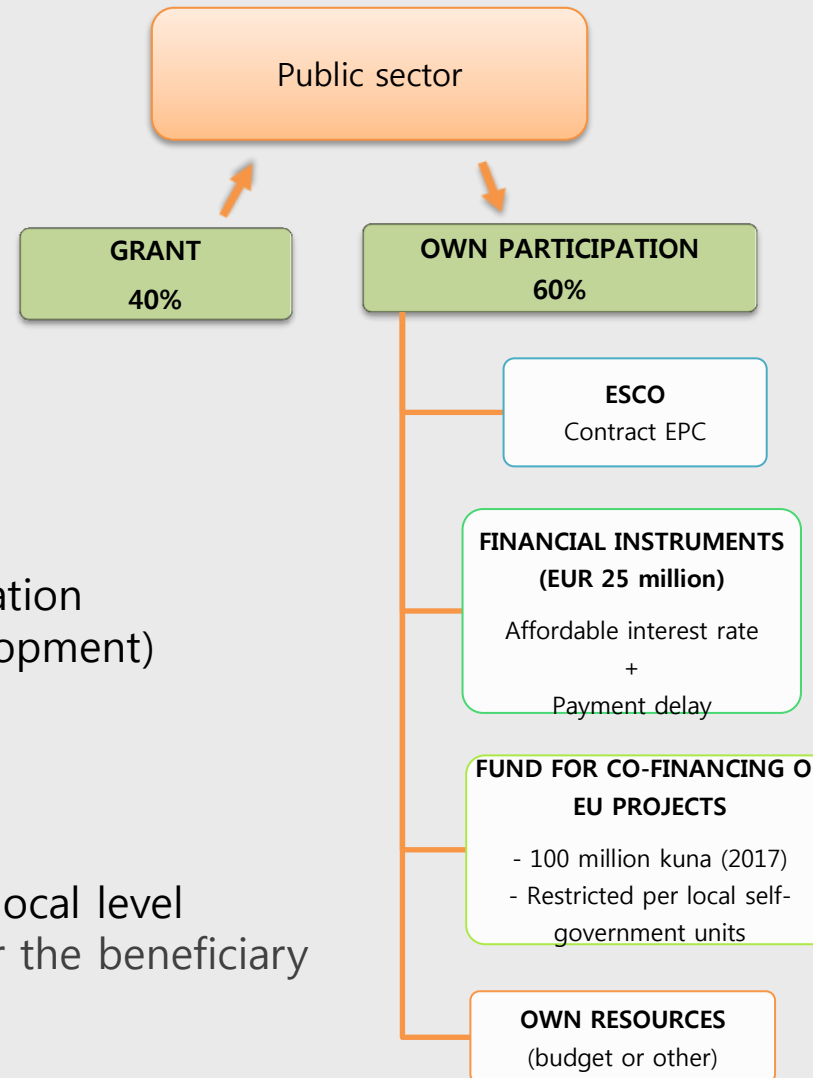 Public sector
GRANT
40%
OWN PARTICIPATION
60%
ESCO
Contract EPC
FINANCIAL INSTRUMENTS
(EUR 25 million)
Affordable interest rate
+
Payment delay
FUND FOR CO-FINANCING O
EU PROJECTS
- 100 million kuna (2017)
- Restricted per local self-
government units
OWN RESOURCES
(budget or other)
ation
opment)
ocal level
r the beneficiary